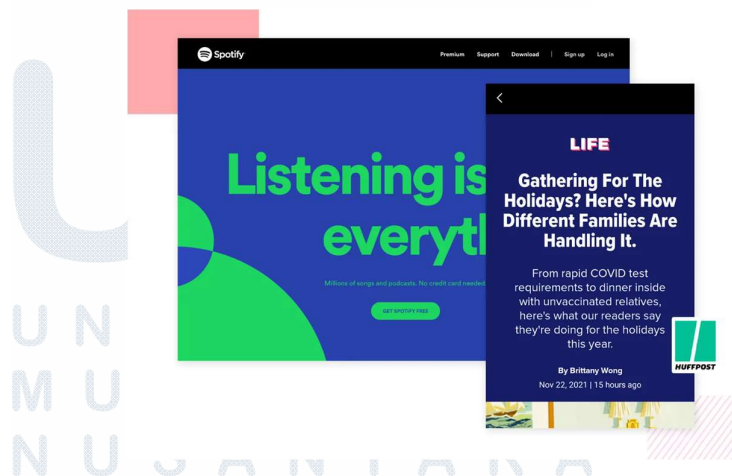 Spotify
Premium Support Download | Sign up Log in
Listening is
everyt
Millions of songs and podcasts. No credit card needed
GET SPOTIFY FREE
LIFE
Gathering For The
Holidays? Here's How
Different Families Are
Handling It.
From rapid COVID test
requirements to dinner inside
with unvaccinated relatives,
here's what our readers say
they're doing for the holidays
this year.
By Brittany Wong
Nov 22, 2021 | 15 hours ago
HUFFPOST
U
U N
M U
N U S A N T A R A